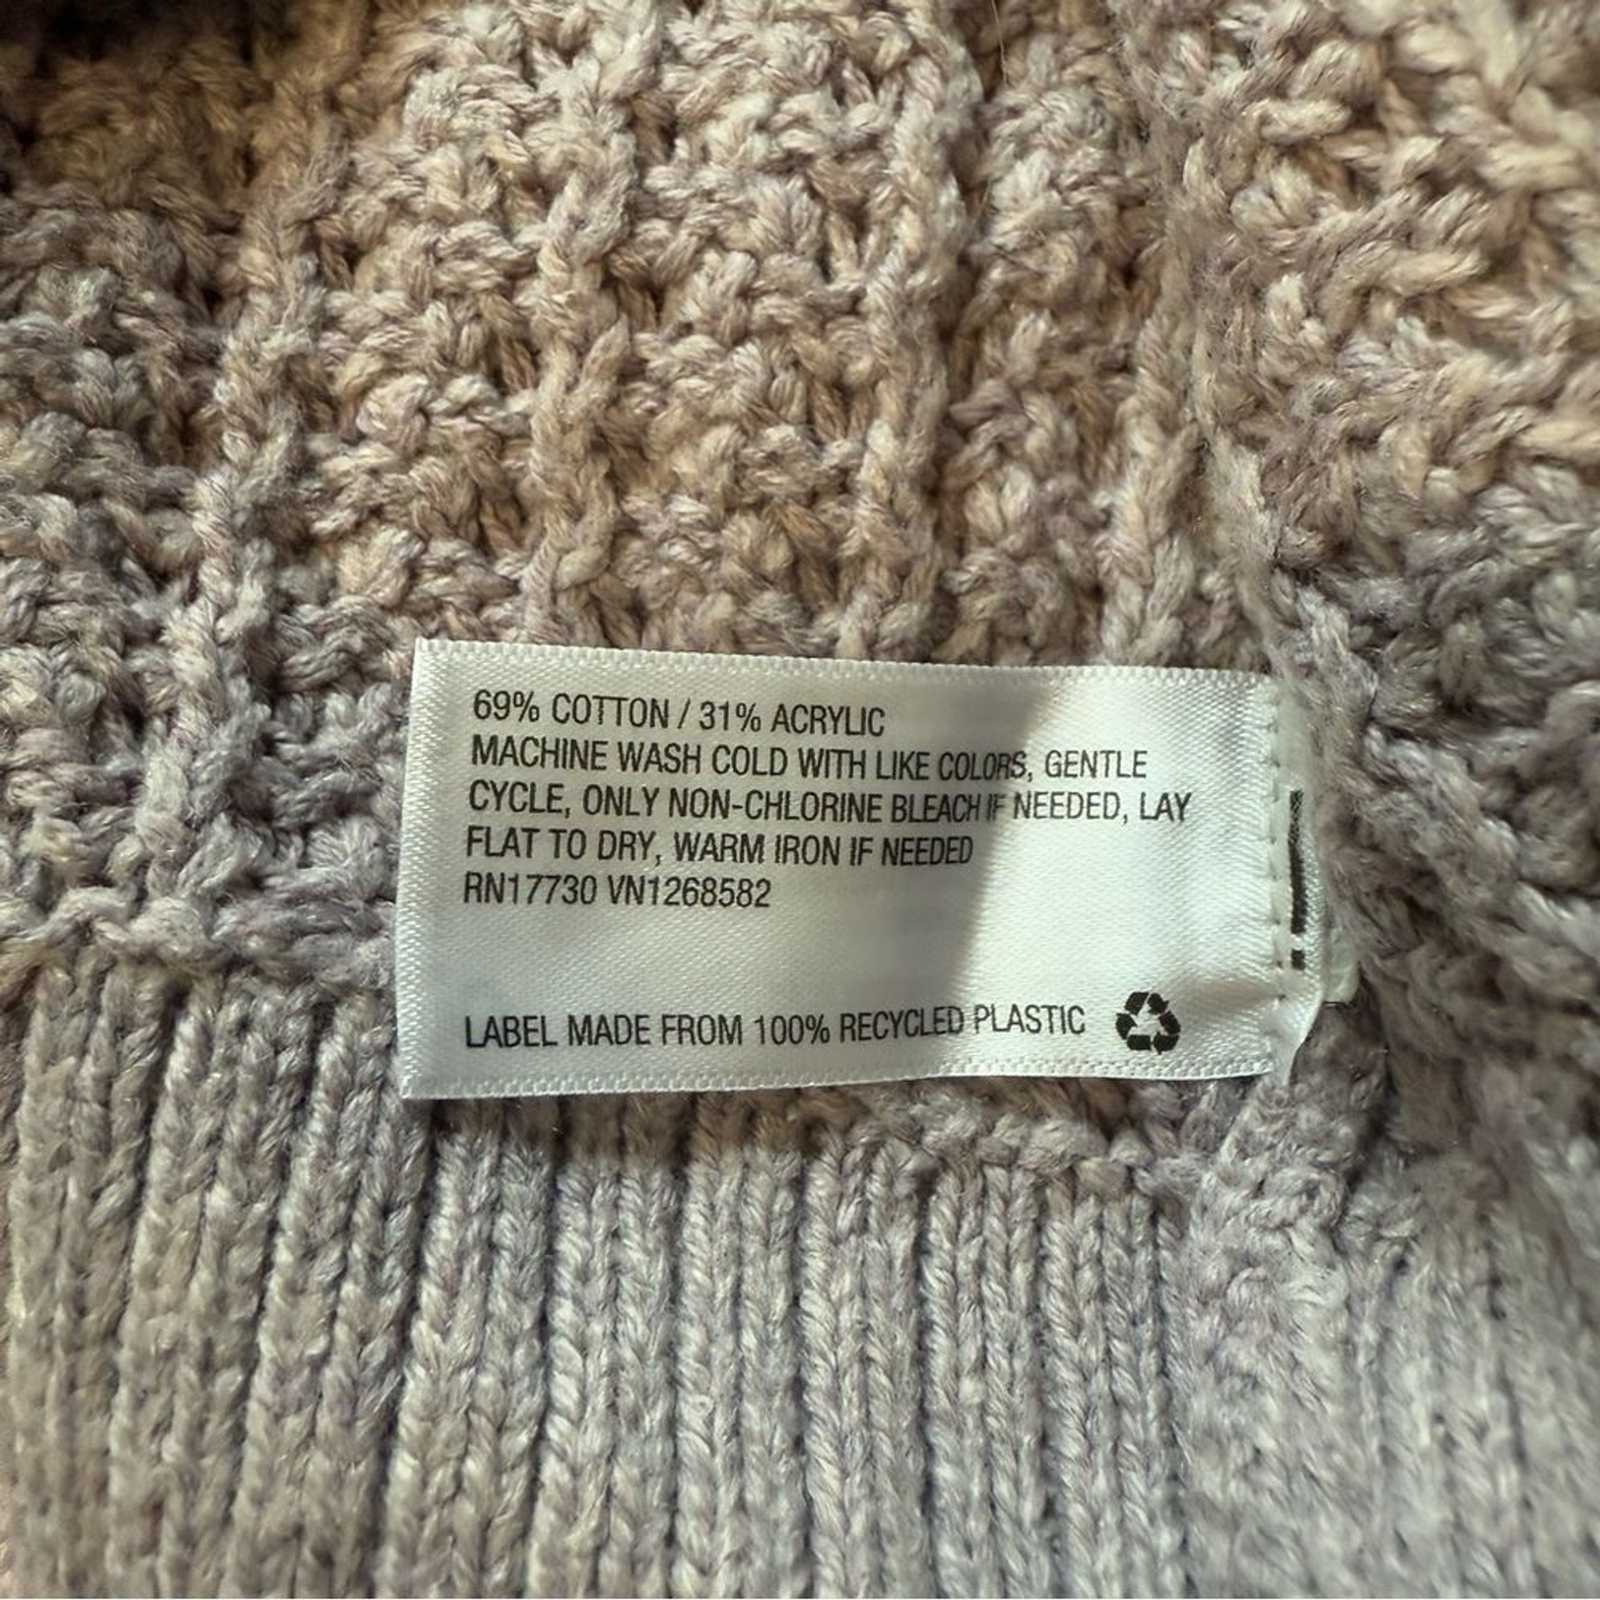 69% COTTON / 31% ACRYLIC
MACHINE WASH COLD WITH LIKE COLORS, GENTLE
CYCLE, ONLY NON-CHLORINE BLEACH IF NEEDED, LAY
FLAT TO DRY, WARM IRON IF NEEDED
RN17730 VN1268582
LABEL MADE FROM 100% RECYCLED PLASTIC